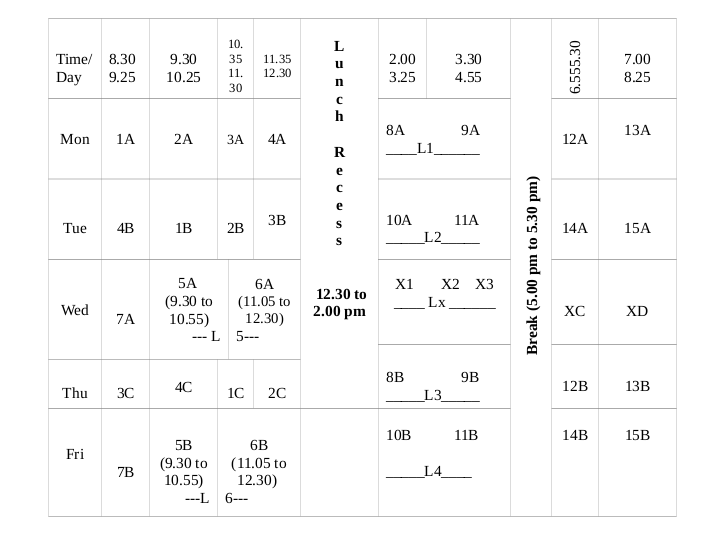 Time/
Day
8.30
9.25
9.30
10.25
10.
35
11.
30
11.35
12.30
L
u
n
c
h
R
e
c
e
s
s
12.30 to
2.00 pm
2.00
3.25
3.30
4.55
Break (5.00 pm to 5.30 pm)
6.555.30
7.00
8.25
Mon
1A
2A
3A
4A
8A 9A
____L1______
12A
13A
Tue
4B
1B
2B
3B
10A 11A
_____L2_____
14A
15A
Wed
7A
5A
(9.30 to
10.55)
--- L
6A
(11.05 to
12.30)
5---
X1 X2 X3
____ Lx ______
XC
XD
Thu
3C
4C
1C
2C
8B 9B
_____L3_____
12B
13B
Fri
7B
5B
(9.30 to
10.55)
---L
6B
(11.05 to
12.30)
6---
10B 11B
_____L4____
14B
15B